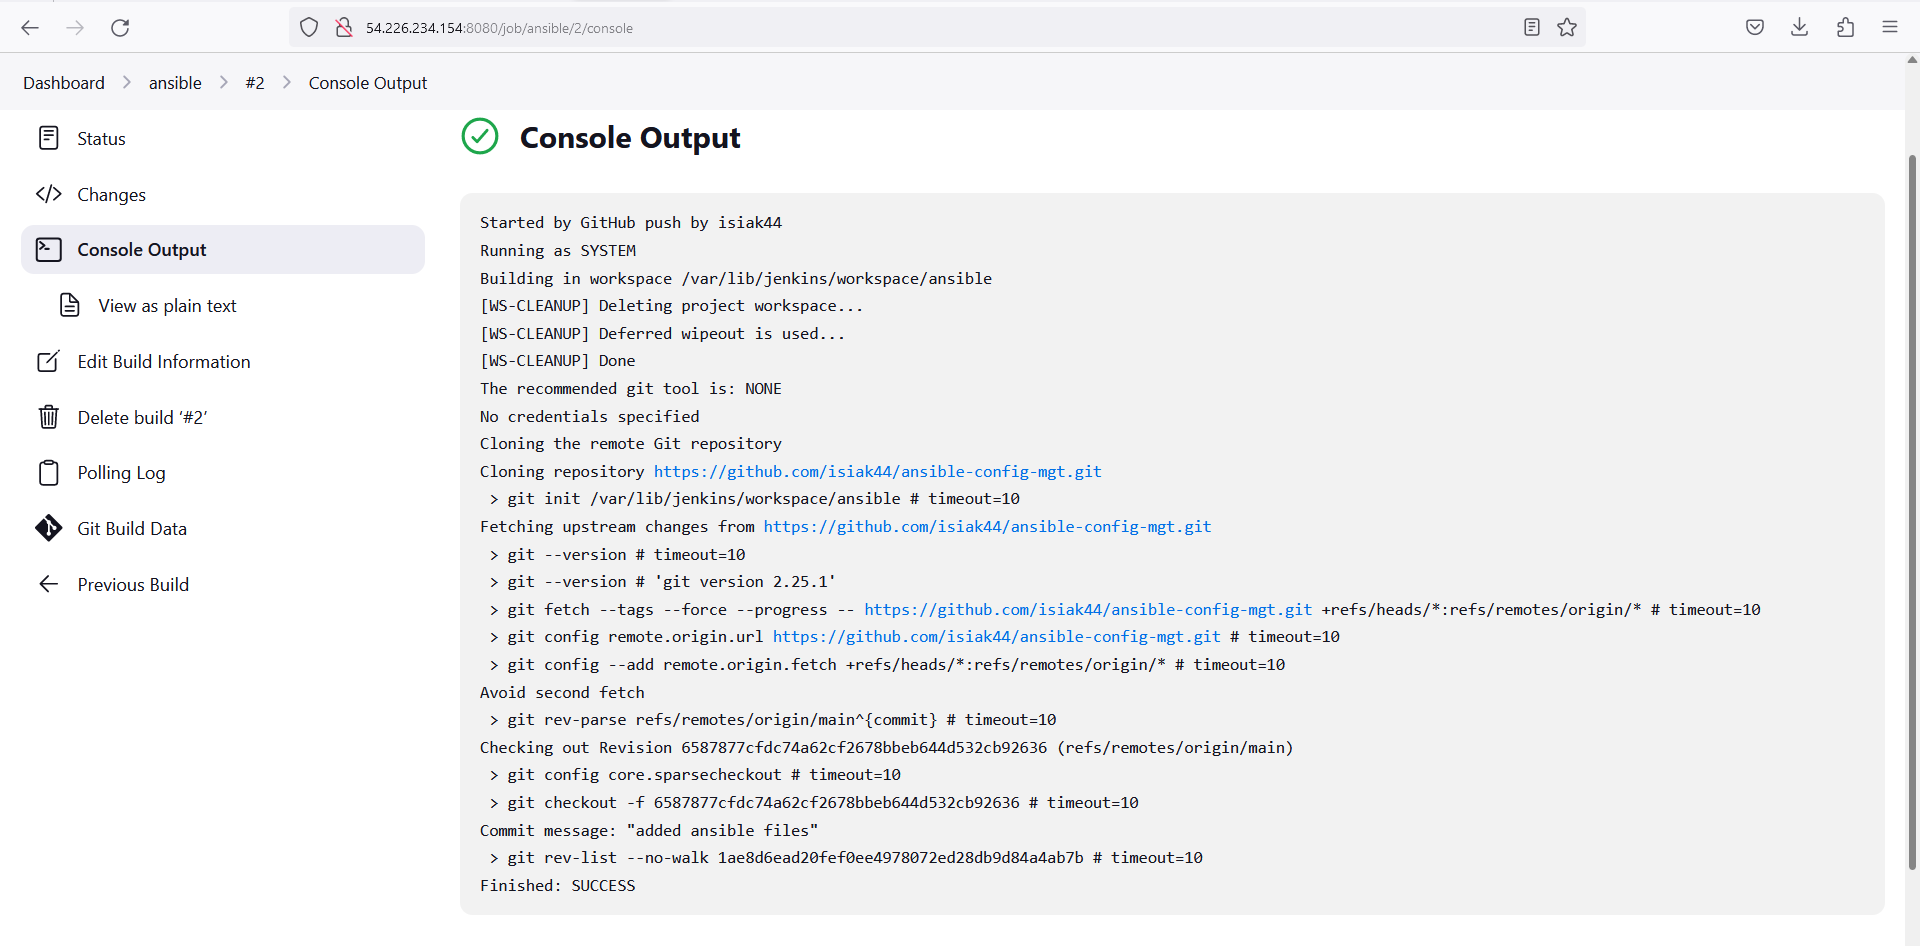 54.226.234.154:8080/job/ansible/2/console
Dashboard > ansible > #2 > Console Output
Status
Changes
Console Output
View as plain text
Edit Build Information
Delete build ‘#2’
Polling Log
Git Build Data
Previous Build
Console Output
Started by GitHub push by isiak44
Running as SYSTEM
Building in workspace /var/lib/jenkins/workspace/ansible
[WS-CLEANUP] Deleting project workspace...
[WS-CLEANUP] Deferred wipeout is used...
[WS-CLEANUP] Done
The recommended git tool is: NONE
No credentials specified
Cloning the remote Git repository
Cloning repository https://github.com/isiak44/ansible-config-mgt.git
 > git init /var/lib/jenkins/workspace/ansible # timeout=10
Fetching upstream changes from https://github.com/isiak44/ansible-config-mgt.git
 > git --version # timeout=10
 > git --version # 'git version 2.25.1'
 > git fetch --tags --force --progress -- https://github.com/isiak44/ansible-config-mgt.git +refs/heads/*:refs/remotes/origin/* # timeout=10
 > git config remote.origin.url https://github.com/isiak44/ansible-config-mgt.git # timeout=10
 > git config --add remote.origin.fetch +refs/heads/*:refs/remotes/origin/* # timeout=10
Avoid second fetch
 > git rev-parse refs/remotes/origin/main^{commit} # timeout=10
Checking out Revision 6587877cfdc74a62cf2678bbeb644d532cb92636 (refs/remotes/origin/main)
 > git config core.sparsecheckout # timeout=10
 > git checkout -f 6587877cfdc74a62cf2678bbeb644d532cb92636 # timeout=10
Commit message: "added ansible files"
 > git rev-list --no-walk 1ae8d6ead20fef0ee4978072ed28db9d84a4ab7b # timeout=10
Finished: SUCCESS